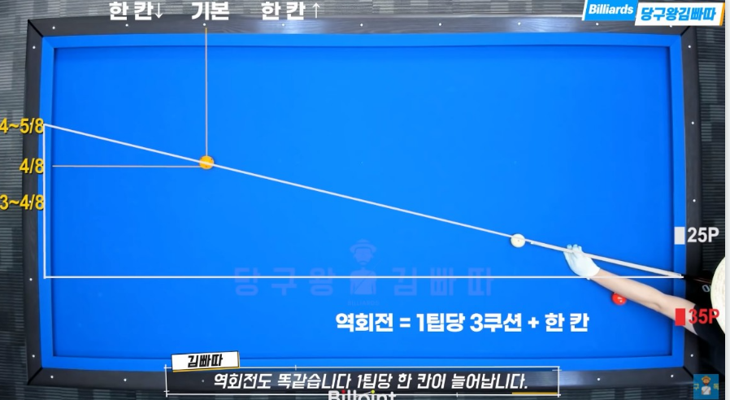 한 칸↓ 기본 한 칸↑
Billiards 당구왕김빠따
4~5/8
4/8
3~4/8
25P
당구왕 김빠따
35P
역회전 = 1팁당 3쿠션 + 한 칸
김빠따
역회전도 똑같습니다 1팁당 한 칸이 늘어납니다.
Billpoint